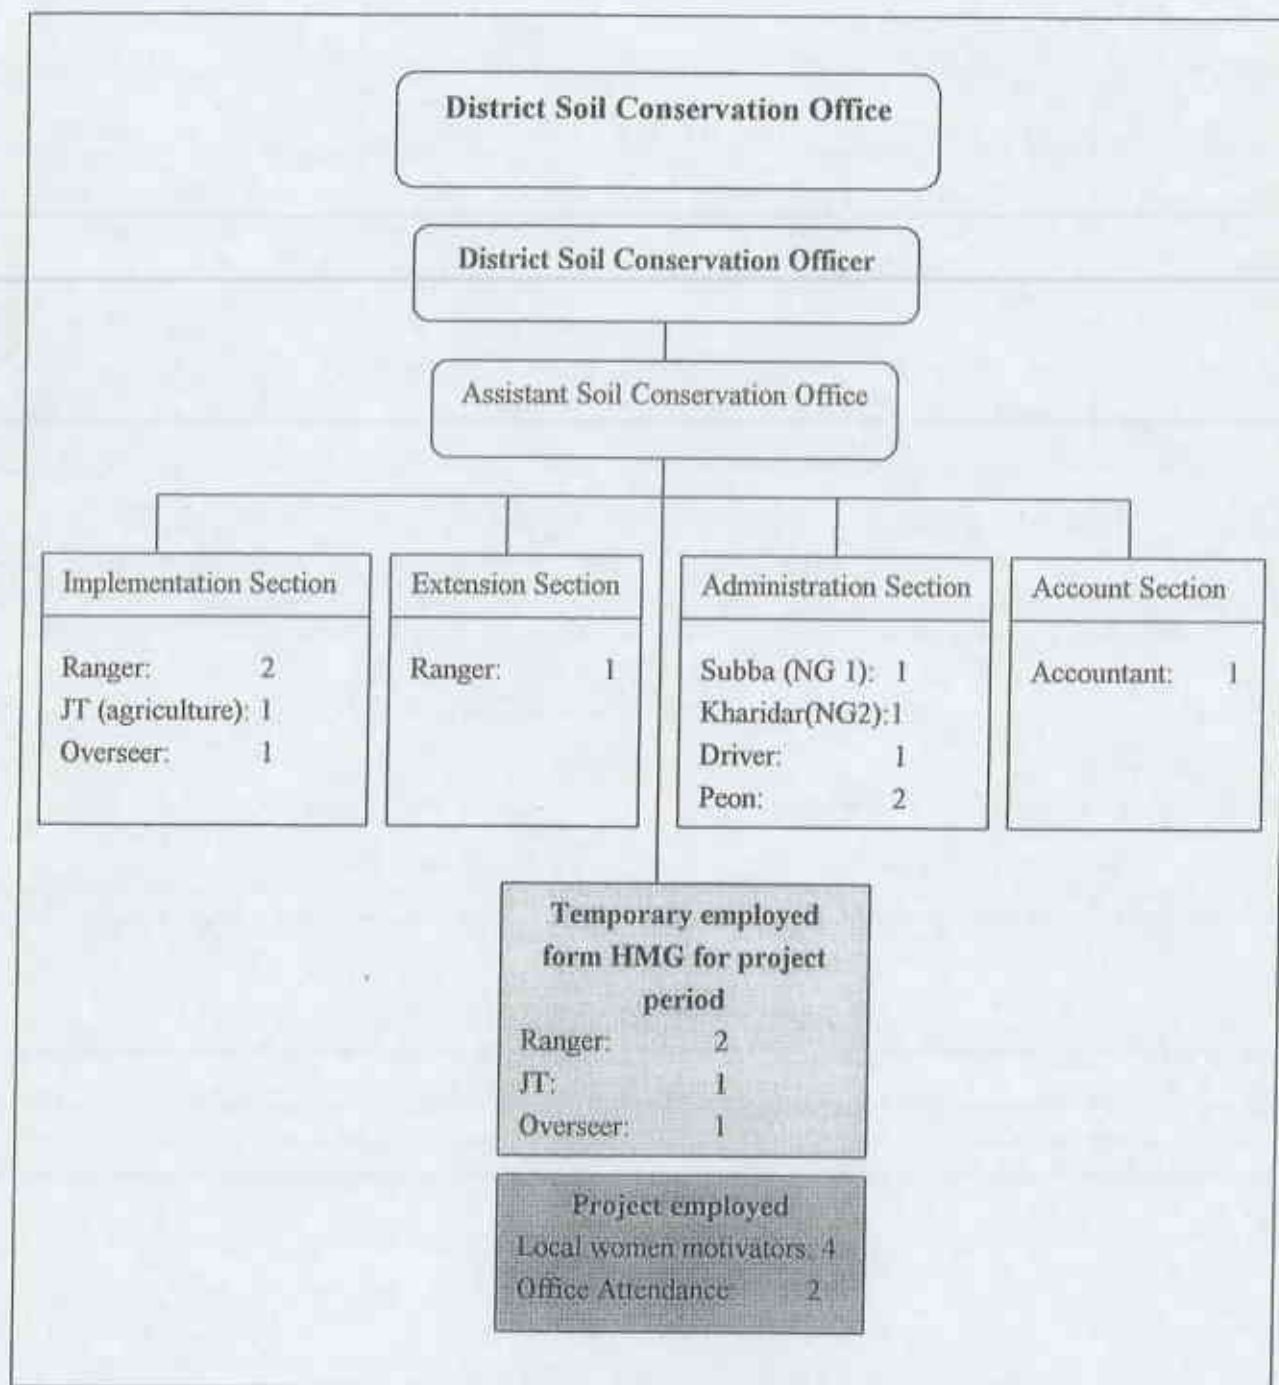 District Soil Conservation Office
District Soil Conservation Officer
Assistant Soil Conservation Office
Implementation Section
Ranger: 2
JT (agriculture): 1
Overseer: 1
Extension Section
Ranger: 1
Administration Section
Subba (NG 1): 1
Kharidar(NG2):1
Driver: 1
Peon: 2
Account Section
Accountant: 1
Temporary employed
form HMG for project
period
Ranger: 2
JT: 1
Overseer: 1
Project employed
Local women motivators: 4
Office Attendance: 2